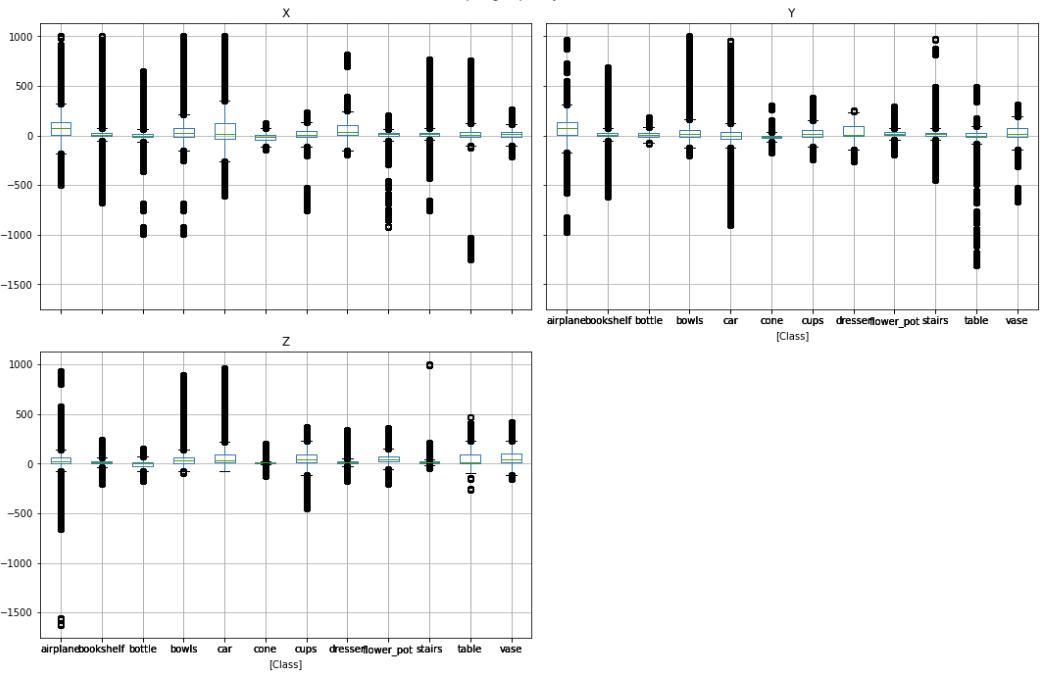 X
Y
1000
500
0
−500
−1000
−1500
airplane bookshelf bottle bowls car cone cups dresser flower_pot stairs table vase
[Class]
Z
1000
500
0
−500
−1000
−1500
airplane bookshelf bottle bowls car cone cups dresser flower_pot stairs table vase
[Class]